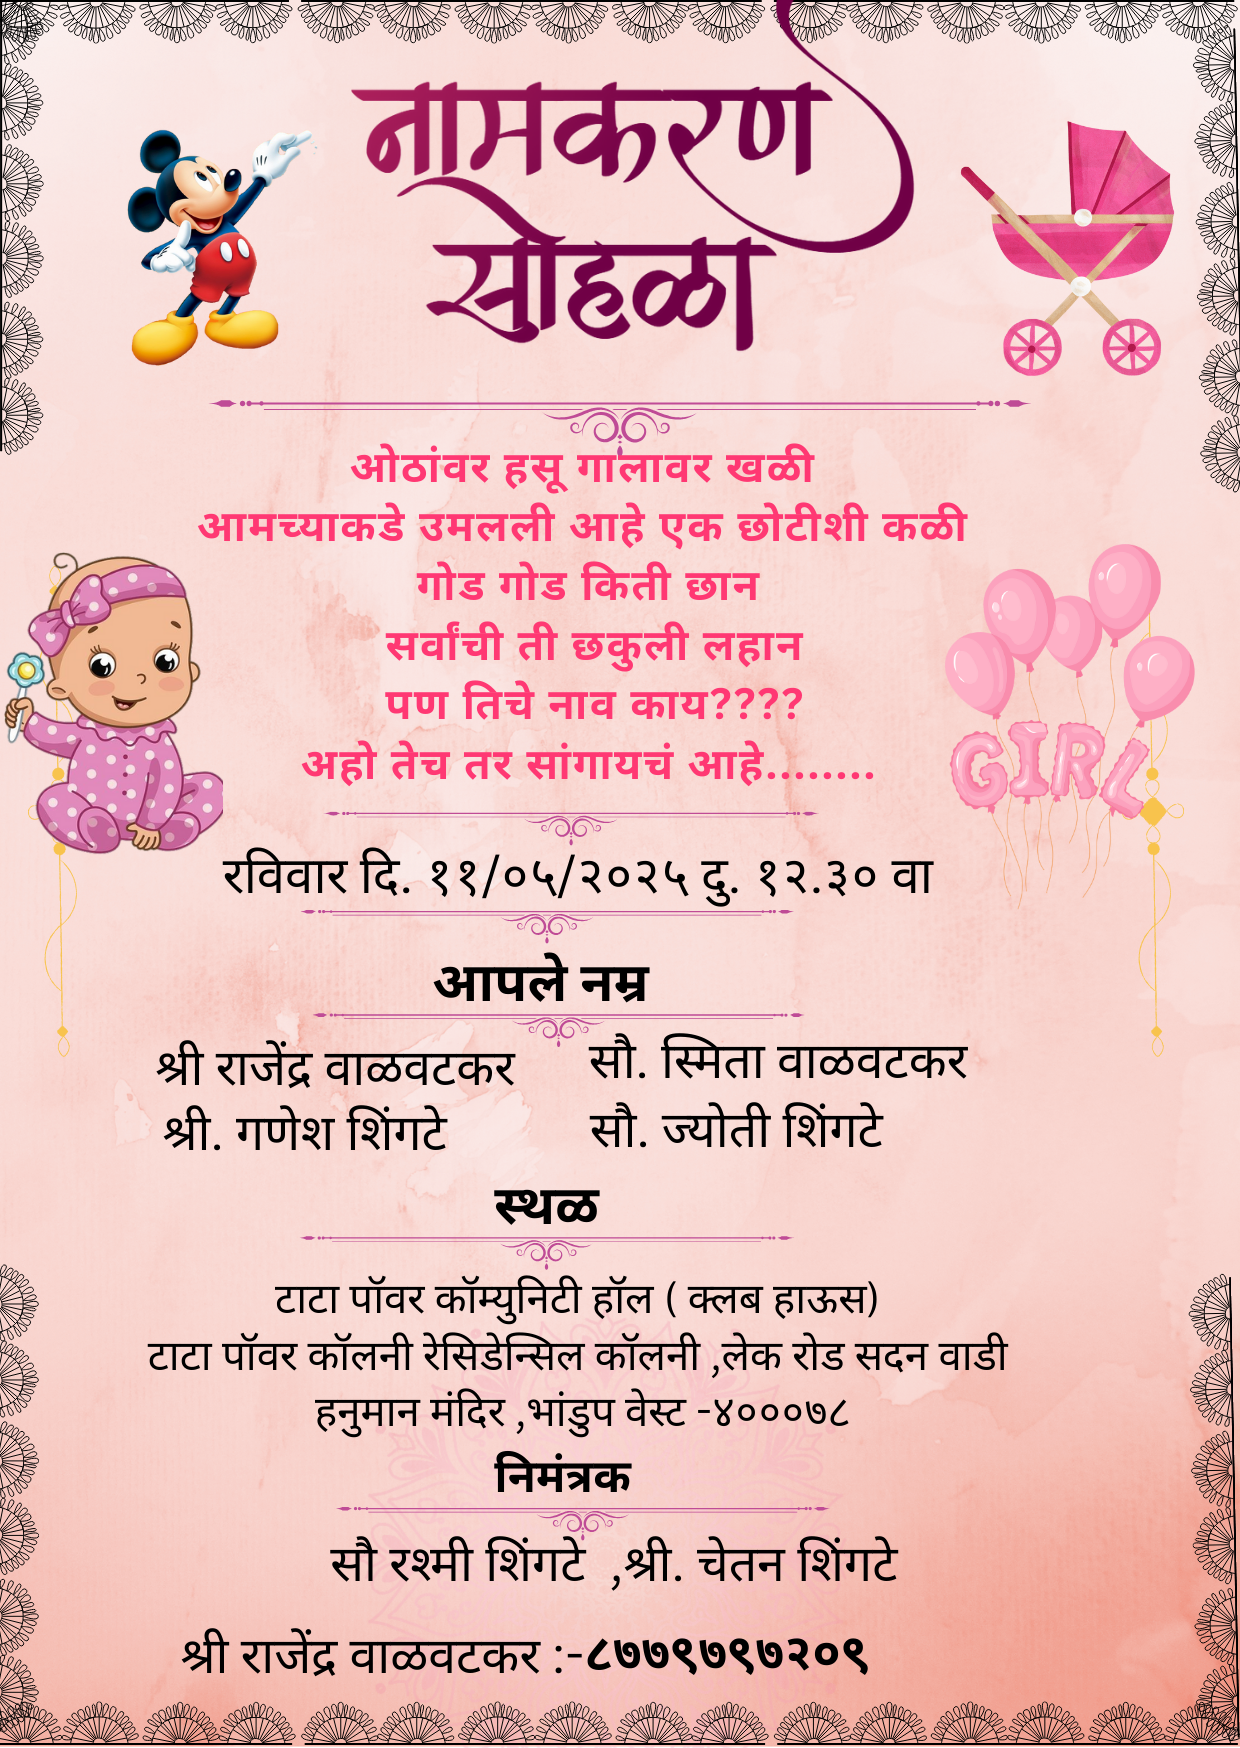 नामकरण
सोहळा
ओठांवर हसू गालावर खळी
आमच्याकडे उमलली आहे एक छोटीशी कळी
गोड गोड किती छान
सर्वांची ती छकुली लहान
पण तिचे नाव काय????
अहो तेच तर सांगायचं आहे........
GIRL
रविवार दि. ११/०५/२०२५ दु. १२.३० वा
आपले नम्र
श्री राजेंद्र वाळवटकर सौ. स्मिता वाळवटकर
श्री. गणेश शिंगटे सौ. ज्योती शिंगटे
स्थळ
टाटा पॉवर कॉम्युनिटी हॉल ( क्लब हाऊस)
टाटा पॉवर कॉलनी रेसिडेन्सिल कॉलनी ,लेक रोड सदन वाडी
हनुमान मंदिर ,भांडुप वेस्ट -४०००७८
निमंत्रक
सौ रश्मी शिंगटे ,श्री. चेतन शिंगटे
श्री राजेंद्र वाळवटकर :-८७७९७९७२०९